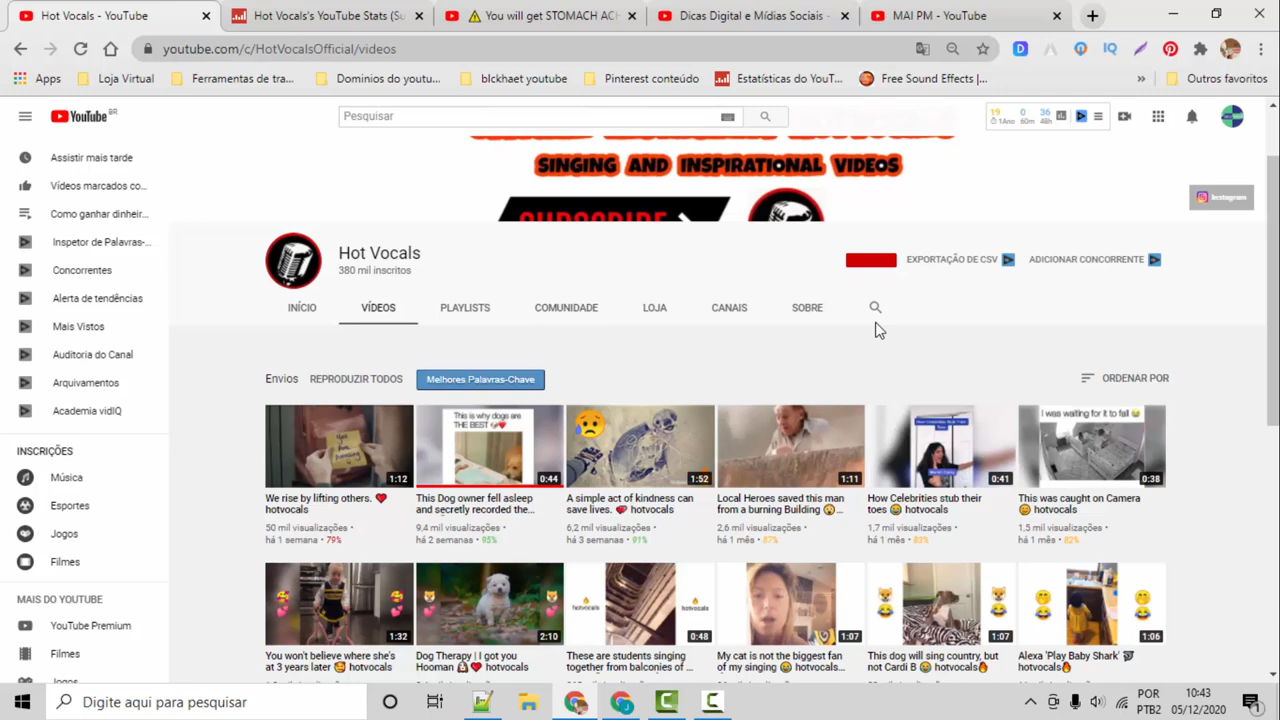 Hot Vocals - YouTube
Hot Vocals's YouTube Stats (Su
You will get STOMACH ACH
Dicas Digital e Mídias Sociais -
MAI PM - YouTube
youtube.com/c/HotVocalsOfficial/videos
Apps
Loja Virtual
Ferramentas de tra...
Dominios do youtu...
blckhaet youtube
Pinterest conteúdo
Estatísticas do YouT...
Free Sound Effects |...
»
Outros favoritos
YouTube BR
Pesquisar
19 0 36
14Ano 60m 48h
SINGING AND INSPIRATIONAL VIDEOS
SUBSCRIBE
Instagram
Assistir mais tarde
Vídeos marcados co...
Como ganhar dinheir...
Inspetor de Palavras-...
Concorrentes
Alerta de tendências
Mais Vistos
Auditoria do Canal
Arquivamentos
Academia vidIQ
INSCRIÇÕES
Música
Esportes
Jogos
Filmes
MAIS DO YOUTUBE
YouTube Premium
Filmes
Jogos
Hot Vocals
380 mil inscritos
EXPORTAÇÃO DE CSV
ADICIONAR CONCORRENTE
INÍCIO
VÍDEOS
PLAYLISTS
COMUNIDADE
LOJA
CANAIS
SOBRE
Envios
REPRODUZIR TODOS
Melhores Palavras-Chave
ORDENAR POR
1:12
We rise by lifting others. ❤️
hotvocals
50 mil visualizações •
há 1 semana • 79%
This is why dogs are
THE BEST
0:44
This Dog owner fell asleep
and secretly recorded the...
9,4 mil visualizações •
há 2 semanas • 95%
1:52
A simple act of kindness can
save lives. ❤️ hotvocals
6,2 mil visualizações •
há 3 semanas • 91%
1:11
Local Heroes saved this man
from a burning Building 😱...
2,6 mil visualizações •
há 1 mês • 87%
0:41
How Celebrities stub their
toes 😂 hotvocals
1,7 mil visualizações •
há 1 mês • 83%
I was waiting for it to fall
0:38
This was caught on Camera
😂 hotvocals
1,5 mil visualizações •
há 1 mês • 82%
1:32
You won't believe where she's
at 3 years later 🥰 hotvocals
2:10
Dog Therapy | I got you
Hooman 🐶❤️ hotvocals
hotvocals
hotvocals
0:48
These are students singing
together from balconies of ...
1:07
My cat is not the biggest fan
of my singing 😂 hotvocals...
1:07
This dog will sing country, but
not Cardi B 😂 hotvocals🔥
1:06
Alexa 'Play Baby Shark' 🦈
hotvocals🔥
Digite aqui para pesquisar
POR
PTB2
10:43
05/12/2020
1